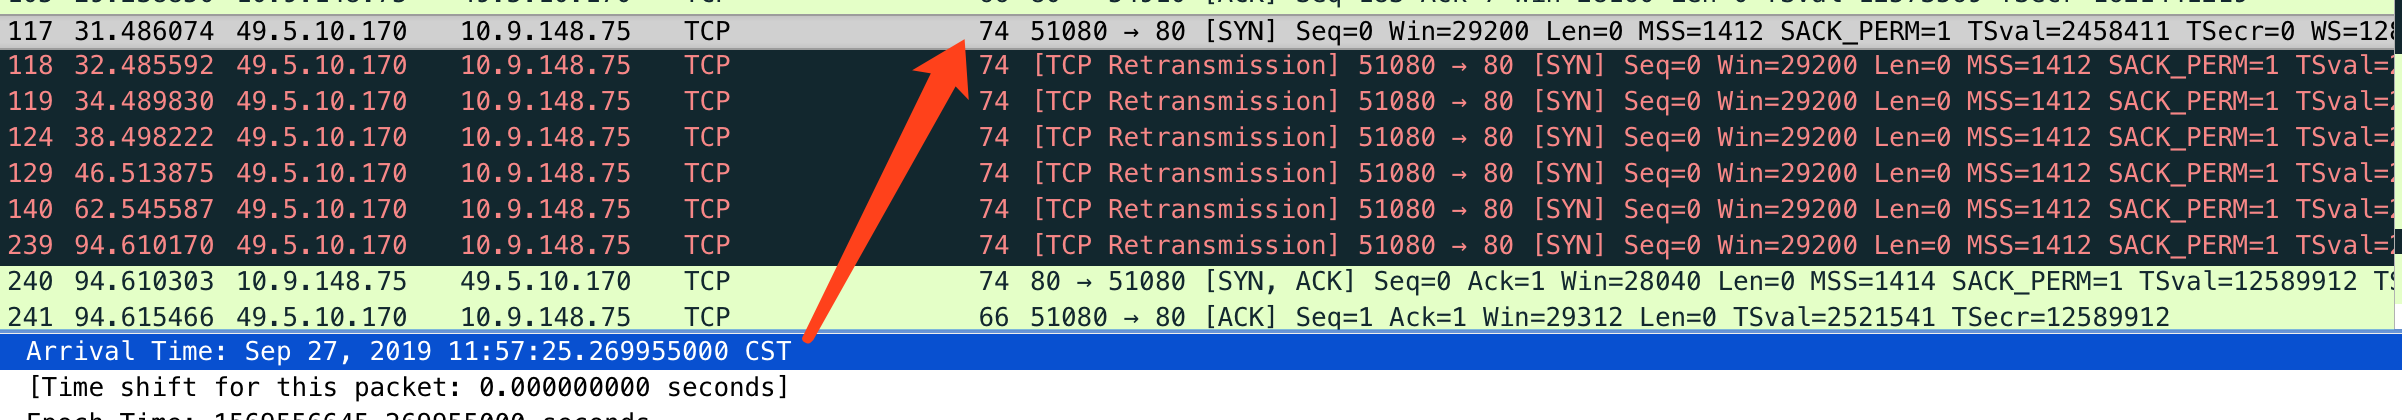 117 31.486074 49.5.10.170 10.9.148.75 TCP 74 51080 → 80 [SYN] Seq=0 Win=29200 Len=0 MSS=1412 SACK_PERM=1 TSval=2458411 TSecr=0 WS=128
118 32.485592 49.5.10.170 10.9.148.75 TCP 74 [TCP Retransmission] 51080 → 80 [SYN] Seq=0 Win=29200 Len=0 MSS=1412 SACK_PERM=1 TSval=2
119 34.489830 49.5.10.170 10.9.148.75 TCP 74 [TCP Retransmission] 51080 → 80 [SYN] Seq=0 Win=29200 Len=0 MSS=1412 SACK_PERM=1 TSval=2
124 38.498222 49.5.10.170 10.9.148.75 TCP 74 [TCP Retransmission] 51080 → 80 [SYN] Seq=0 Win=29200 Len=0 MSS=1412 SACK_PERM=1 TSval=2
129 46.513875 49.5.10.170 10.9.148.75 TCP 74 [TCP Retransmission] 51080 → 80 [SYN] Seq=0 Win=29200 Len=0 MSS=1412 SACK_PERM=1 TSval=2
140 62.545587 49.5.10.170 10.9.148.75 TCP 74 [TCP Retransmission] 51080 → 80 [SYN] Seq=0 Win=29200 Len=0 MSS=1412 SACK_PERM=1 TSval=2
239 94.610170 49.5.10.170 10.9.148.75 TCP 74 [TCP Retransmission] 51080 → 80 [SYN] Seq=0 Win=29200 Len=0 MSS=1412 SACK_PERM=1 TSval=2
240 94.610303 10.9.148.75 49.5.10.170 TCP 74 80 → 51080 [SYN, ACK] Seq=0 Ack=1 Win=28040 Len=0 MSS=1414 SACK_PERM=1 TSval=12589912 TS
241 94.615466 49.5.10.170 10.9.148.75 TCP 66 51080 → 80 [ACK] Seq=1 Ack=1 Win=29312 Len=0 TSval=2521541 TSecr=12589912
Arrival Time: Sep 27, 2019 11:57:25.269955000 CST
[Time shift for this packet: 0.000000000 seconds]
Epoch Time: 1569556645.269955000 seconds